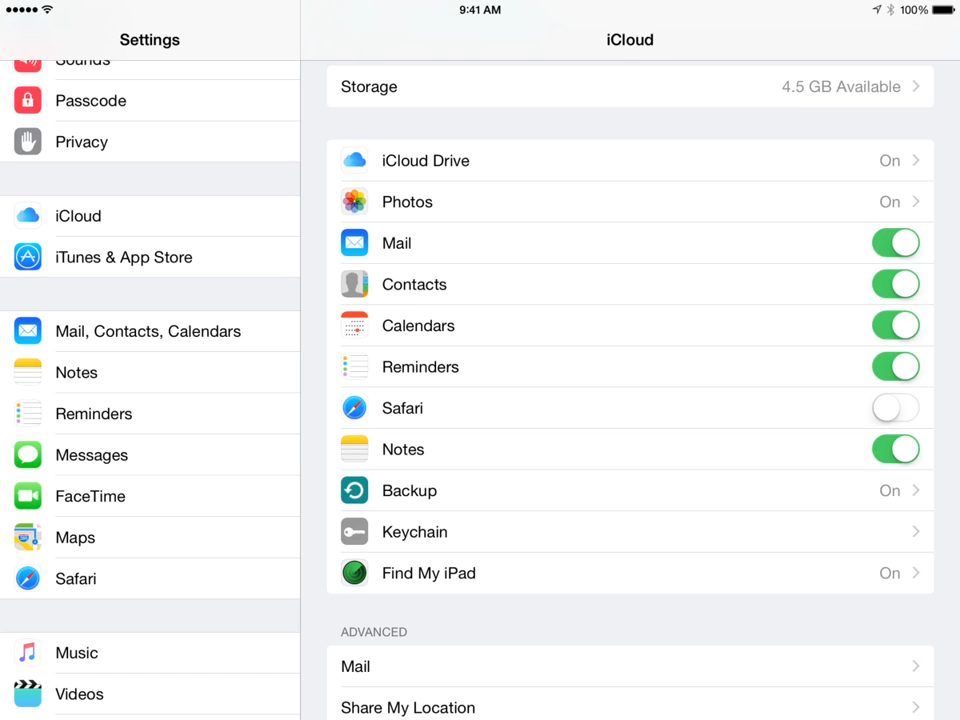 9:41 AM
100%
Settings
iCloud
Sounds
Passcode
Privacy
iCloud
iTunes & App Store
Mail, Contacts, Calendars
Notes
Reminders
Messages
FaceTime
Maps
Safari
Music
Videos
Storage 4.5 GB Available
iCloud Drive On
Photos On
Mail
Contacts
Calendars
Reminders
Safari
Notes
Backup On
Keychain
Find My iPad On
ADVANCED
Mail
Share My Location